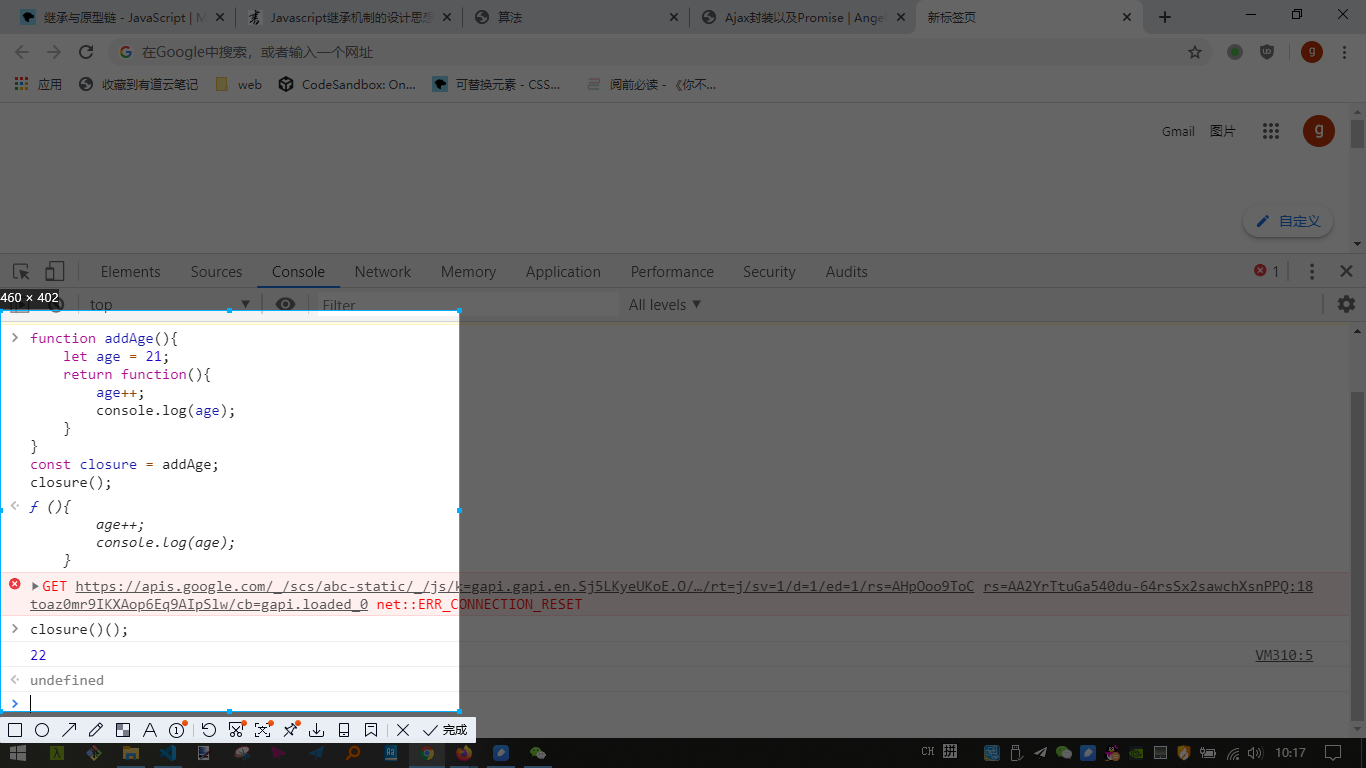 继承与原型链 - JavaScript | M
Javascript继承机制的设计思想
算法
Ajax封装以及Promise | Angel
新标签页
在Google中搜索，或者输入一个网址
g
应用
收藏到有道云笔记
web
CodeSandbox: On...
可替换元素 - CSS...
阅前必读 - 《你不...
Gmail
图片
g
自定义
Elements
Sources
Console
Network
Memory
Application
Performance
Security
Audits
1
460 × 402
top
Filter
All levels
function addAge(){
let age = 21;
return function(){
age++;
console.log(age);
}
}
const closure = addAge;
closure();
ƒ (){
age++;
console.log(age);
}
GET https://apis.google.com/_/scs/abc-static/_/js/k=gapi.gapi.en.Sj5LKyeUKoE.O/…/rt=j/sv=1/d=1/ed=1/rs=AHpOoo9ToC rs=AA2YrTtuGa540du-64rsSx2sawchXsnPPQ:18
toaz0mr9IKXAop6Eq9AIpSlw/cb=gapi.loaded_0 net::ERR_CONNECTION_RESET
closure()();
22 VM310:5
undefined
完成
CH 拼
10:17